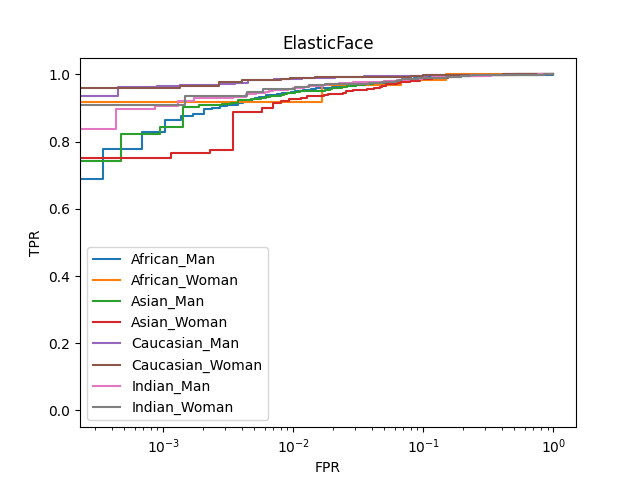 ElasticFace
1.0
0.8
0.6
0.4
0.2
0.0
TPR
African_Man
African_Woman
Asian_Man
Asian_Woman
Caucasian_Man
Caucasian_Woman
Indian_Man
Indian_Woman
10⁻³ 10⁻² 10⁻¹ 10⁰
FPR